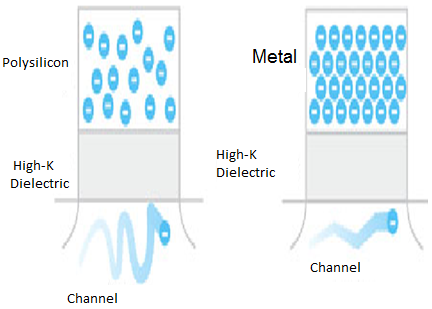 Polysilicon
High-K
Dielectric
Channel
Metal
High-K
Dielectric
Channel